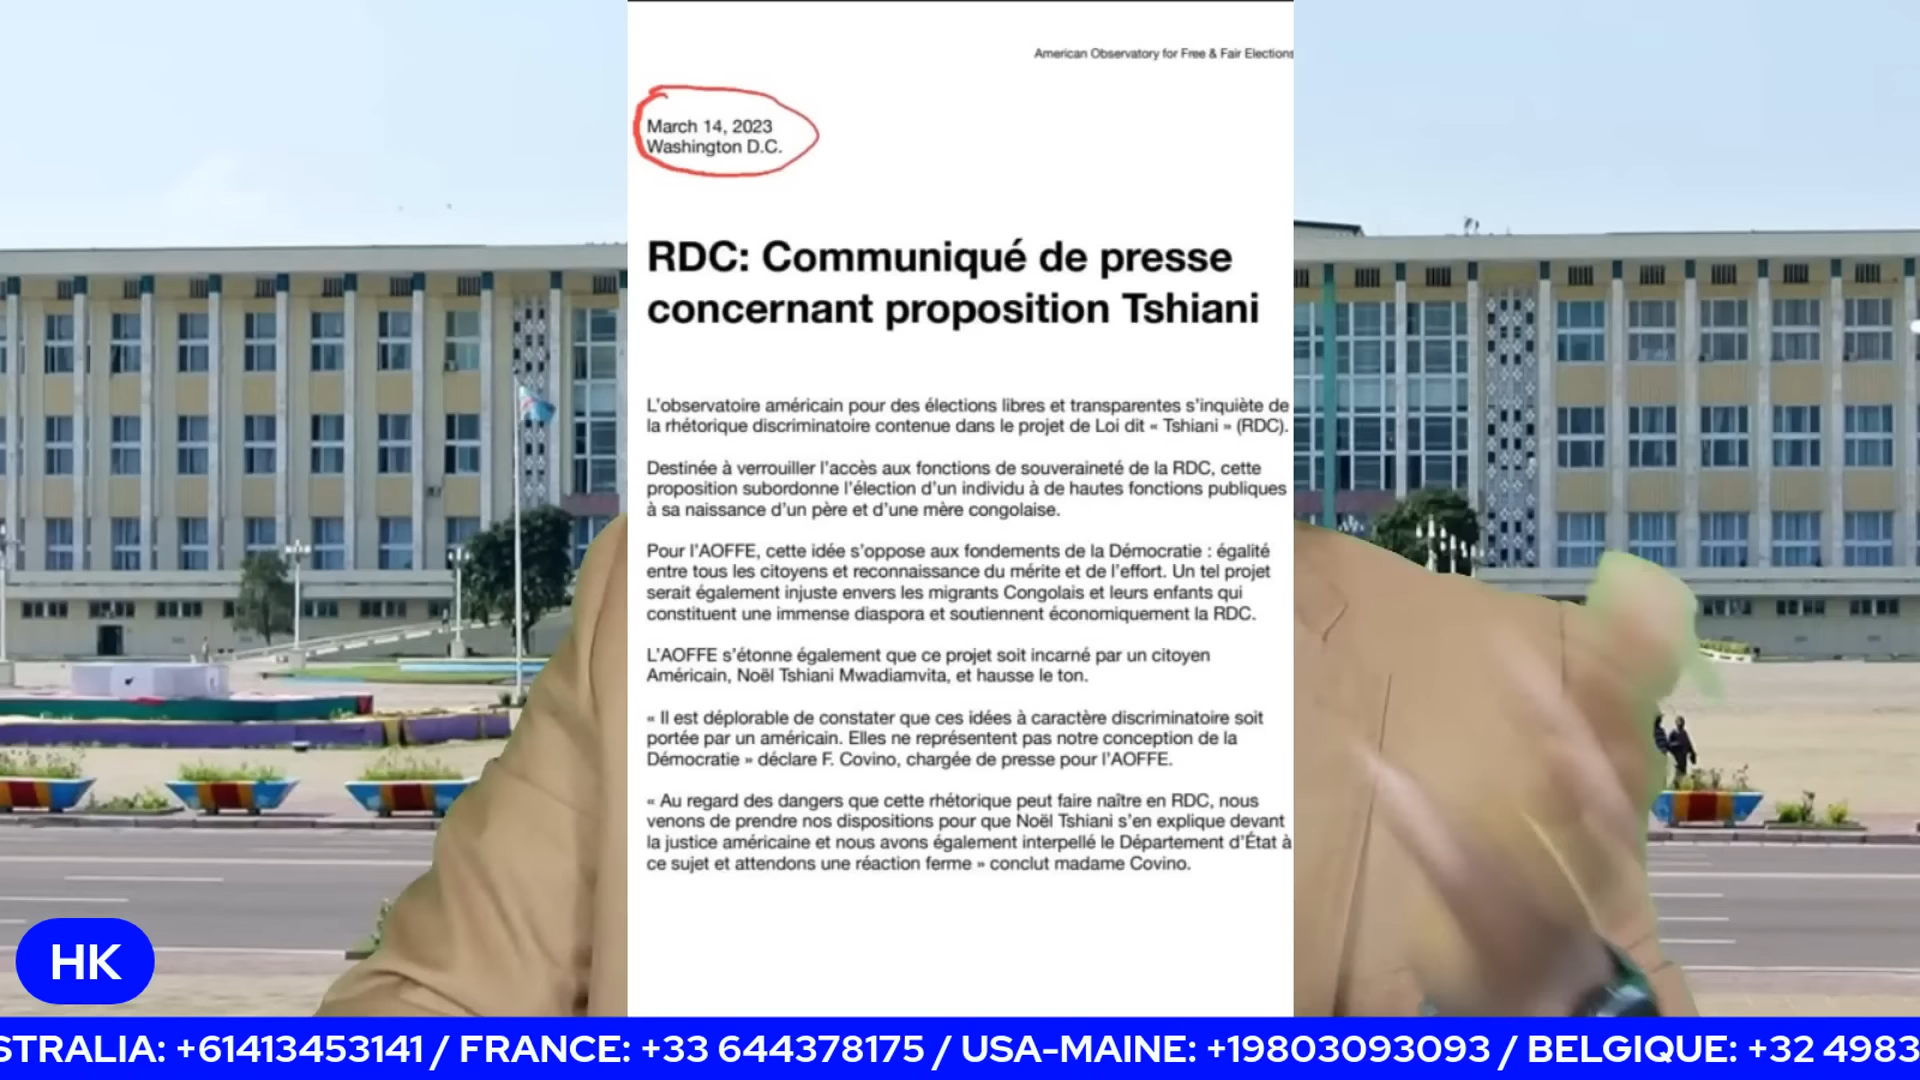 American Observatory for Free & Fair Elections
March 14, 2023
Washington D.C.
RDC: Communiqué de presse
concernant proposition Tshiani
L'observatoire américain pour des élections libres et transparentes s'inquiète de
la rhétorique discriminatoire contenue dans le projet de Loi dit « Tshiani » (RDC).
Destinée à verrouiller l'accès aux fonctions de souveraineté de la RDC, cette
proposition subordonne l'élection d'un individu à de hautes fonctions publiques
à sa naissance d'un père et d'une mère congolaise.
Pour l'AOFFE, cette idée s'oppose aux fondements de la Démocratie : égalité
entre tous les citoyens et reconnaissance du mérite et de l'effort. Un tel projet
serait également injuste envers les migrants Congolais et leurs enfants qui
constituent une immense diaspora et soutiennent économiquement la RDC.
L'AOFFE s'étonne également que ce projet soit incarné par un citoyen
Américain, Noël Tshiani Mwadiamvita, et hausse le ton.
« Il est déplorable de constater que ces idées à caractère discriminatoire soit
portée par un américain. Elles ne représentent pas notre conception de la
Démocratie » déclare F. Covino, chargée de presse pour l'AOFFE.
« Au regard des dangers que cette rhétorique peut faire naître en RDC, nous
venons de prendre nos dispositions pour que Noël Tshiani s'en explique devant
la justice américaine et nous avons également interpellé le Département d'État à
ce sujet et attendons une réaction ferme » conclut madame Covino.
HK
STRALIA: +61413453141 / FRANCE: +33 644378175 / USA-MAINE: +19803093093 / BELGIQUE: +32 4983